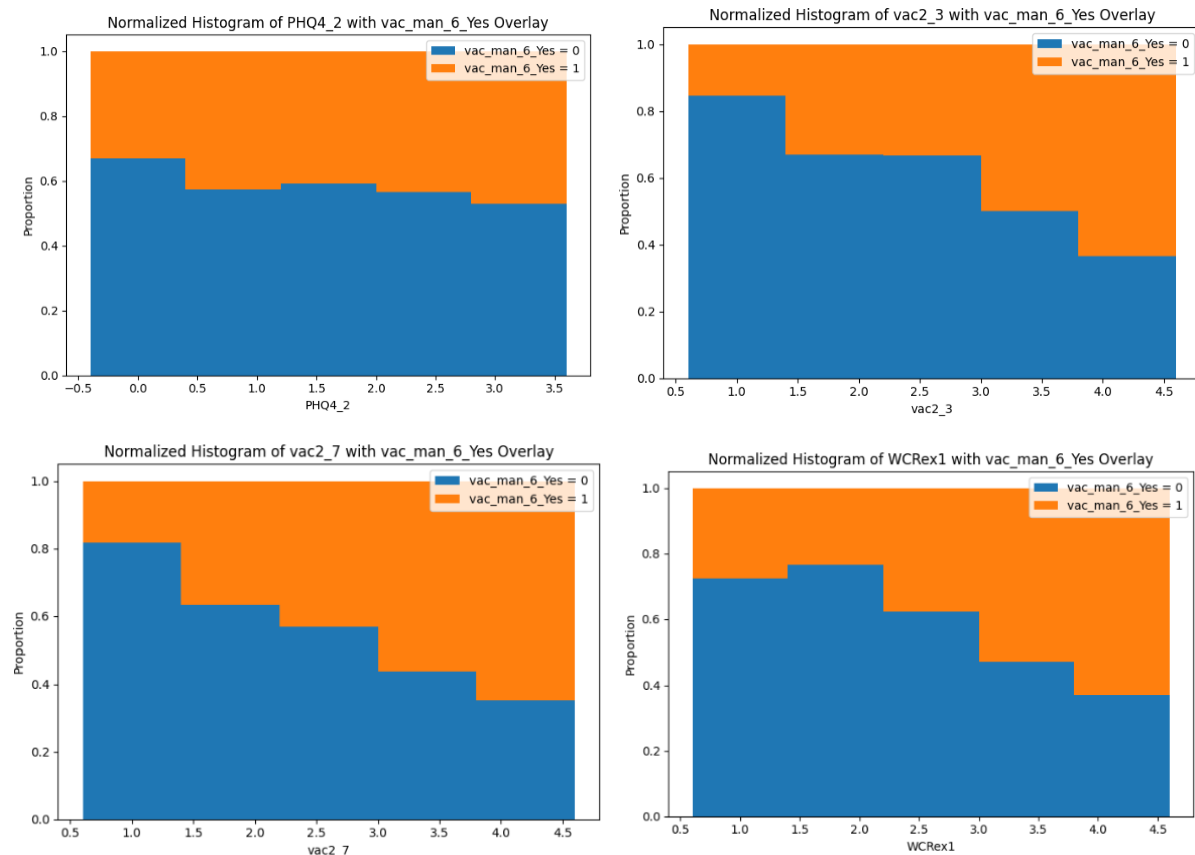 Normalized Histogram of PHQ4_2 with vac_man_6_Yes Overlay
vac_man_6_Yes = 0
vac_man_6_Yes = 1
1.0
0.8
0.6
0.4
0.2
0.0
Proportion
−0.5 0.0 0.5 1.0 1.5 2.0 2.5 3.0 3.5
PHQ4_2
Normalized Histogram of vac2_3 with vac_man_6_Yes Overlay
vac_man_6_Yes = 0
vac_man_6_Yes = 1
1.0
0.8
0.6
0.4
0.2
0.0
Proportion
0.5 1.0 1.5 2.0 2.5 3.0 3.5 4.0 4.5
vac2_3
Normalized Histogram of vac2_7 with vac_man_6_Yes Overlay
vac_man_6_Yes = 0
vac_man_6_Yes = 1
1.0
0.8
0.6
0.4
0.2
0.0
Proportion
0.5 1.0 1.5 2.0 2.5 3.0 3.5 4.0 4.5
vac2_7
Normalized Histogram of WCRex1 with vac_man_6_Yes Overlay
vac_man_6_Yes = 0
vac_man_6_Yes = 1
1.0
0.8
0.6
0.4
0.2
0.0
Proportion
0.5 1.0 1.5 2.0 2.5 3.0 3.5 4.0 4.5
WCRex1